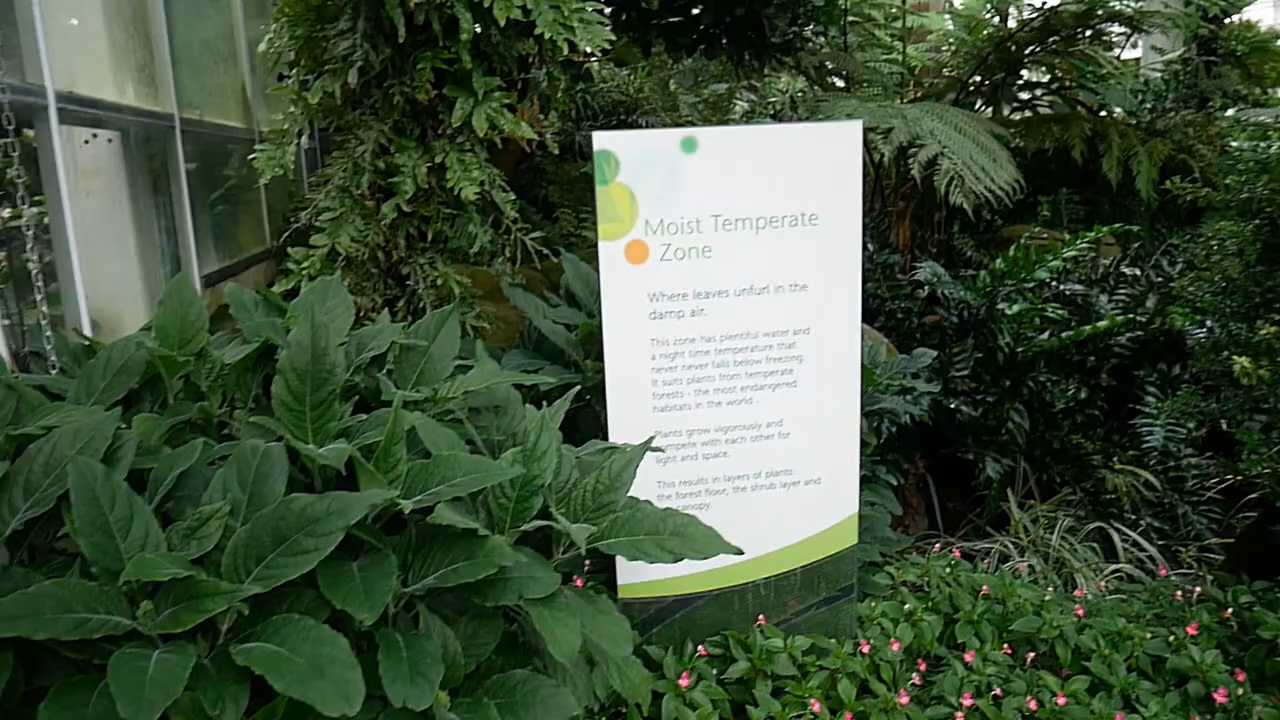 Moist Temperate
Zone
Where leaves unfurl in the
damp air.
This zone has plentiful water and
a night time temperature that
never never falls below freezing.
It suits plants from temperate
forests - the most endangered
habitats in the world .
Plants grow vigorously and
compete with each other for
light and space.
This results in layers of plants:
the forest floor, the shrub layer and
canopy.